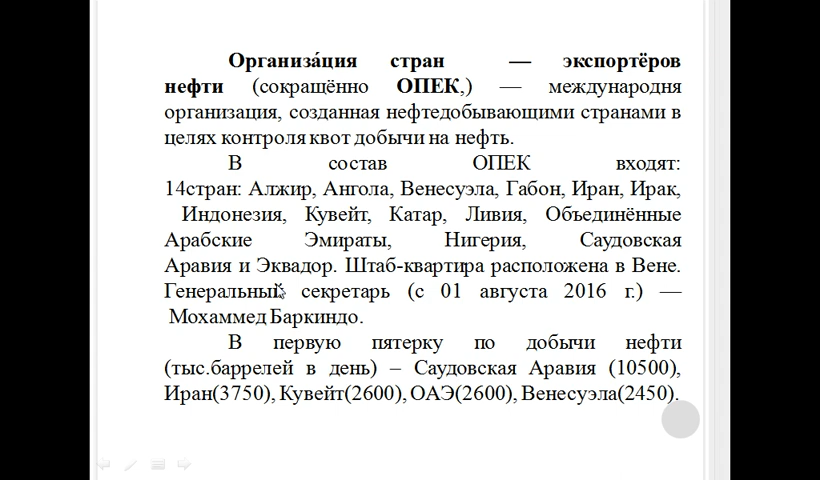 Организа́ция стран — экспортёров
нефти (сокращённо ОПЕК,) — международня
организация, созданная нефтедобывающими странами в
целях контроля квот добычи на нефть.
В состав ОПЕК входят:
14стран: Алжир, Ангола, Венесуэла, Габон, Иран, Ирак,
Индонезия, Кувейт, Катар, Ливия, Объединённые
Арабские Эмираты, Нигерия, Саудовская
Аравия и Эквадор. Штаб-квартира расположена в Вене.
Генеральный секретарь (с 01 августа 2016 г.) —
Мохаммед Баркиндо.
В первую пятерку по добычи нефти
(тыс.баррелей в день) – Саудовская Аравия (10500),
Иран(3750), Кувейт(2600), ОАЭ(2600), Венесуэла(2450).